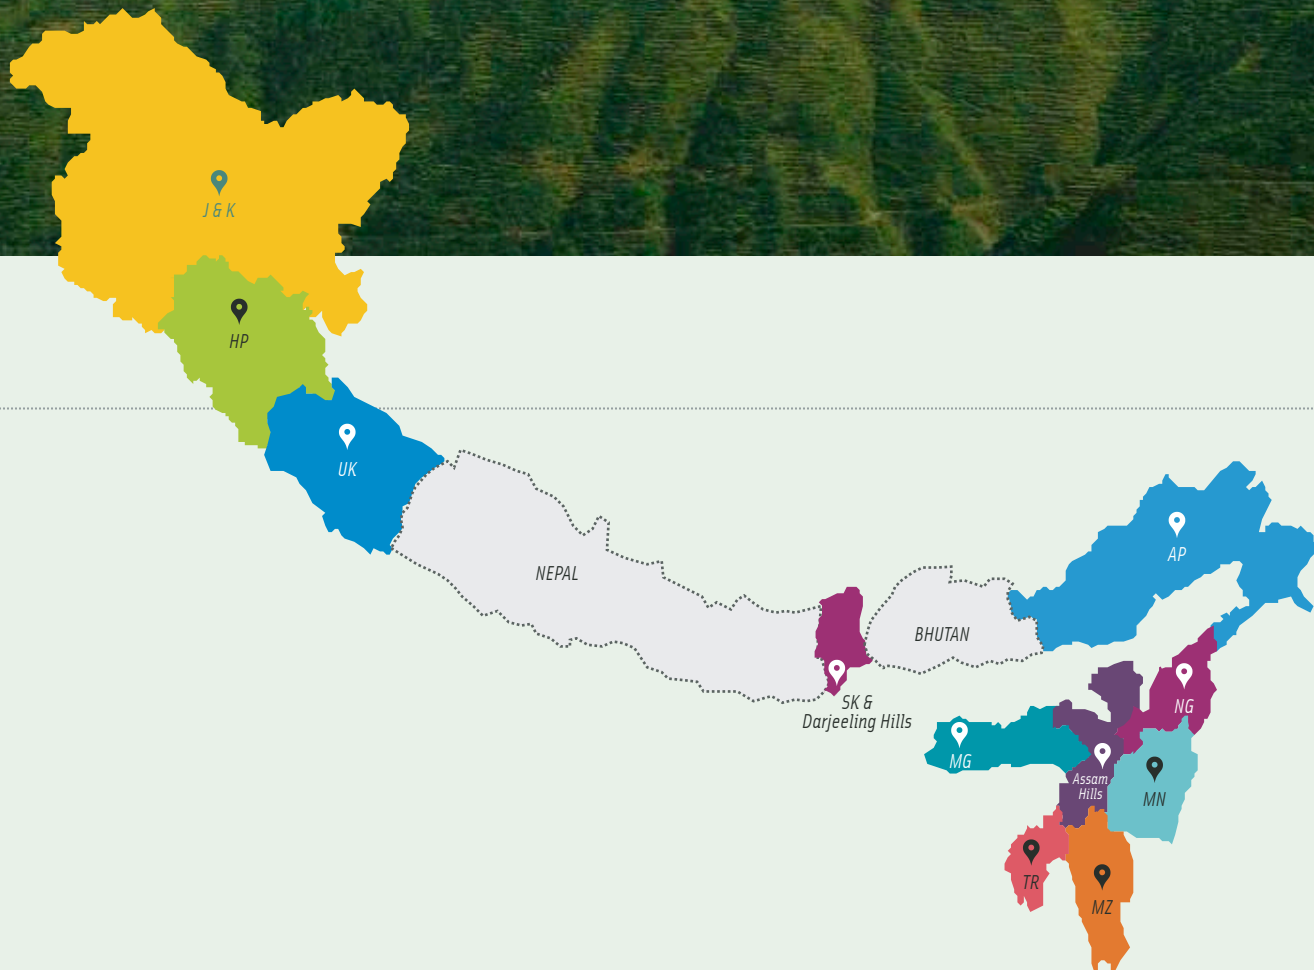 J & K
HP
UK
NEPAL
AP
BHUTAN
SK &
Darjeeling Hills
NG
MG
Assam
Hills
MN
TR
MZ